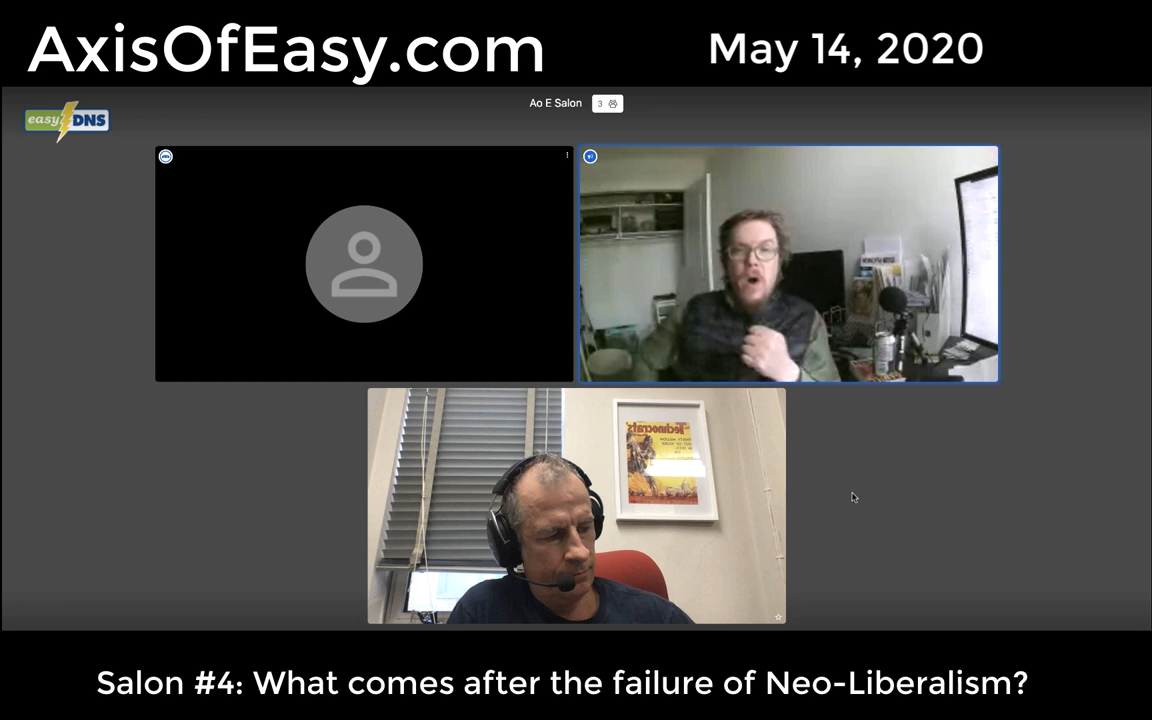 AxisOfEasy.com
May 14, 2020
Ao E Salon
3
easyDNS
Technocrats
Salon #4: What comes after the failure of Neo-Liberalism?